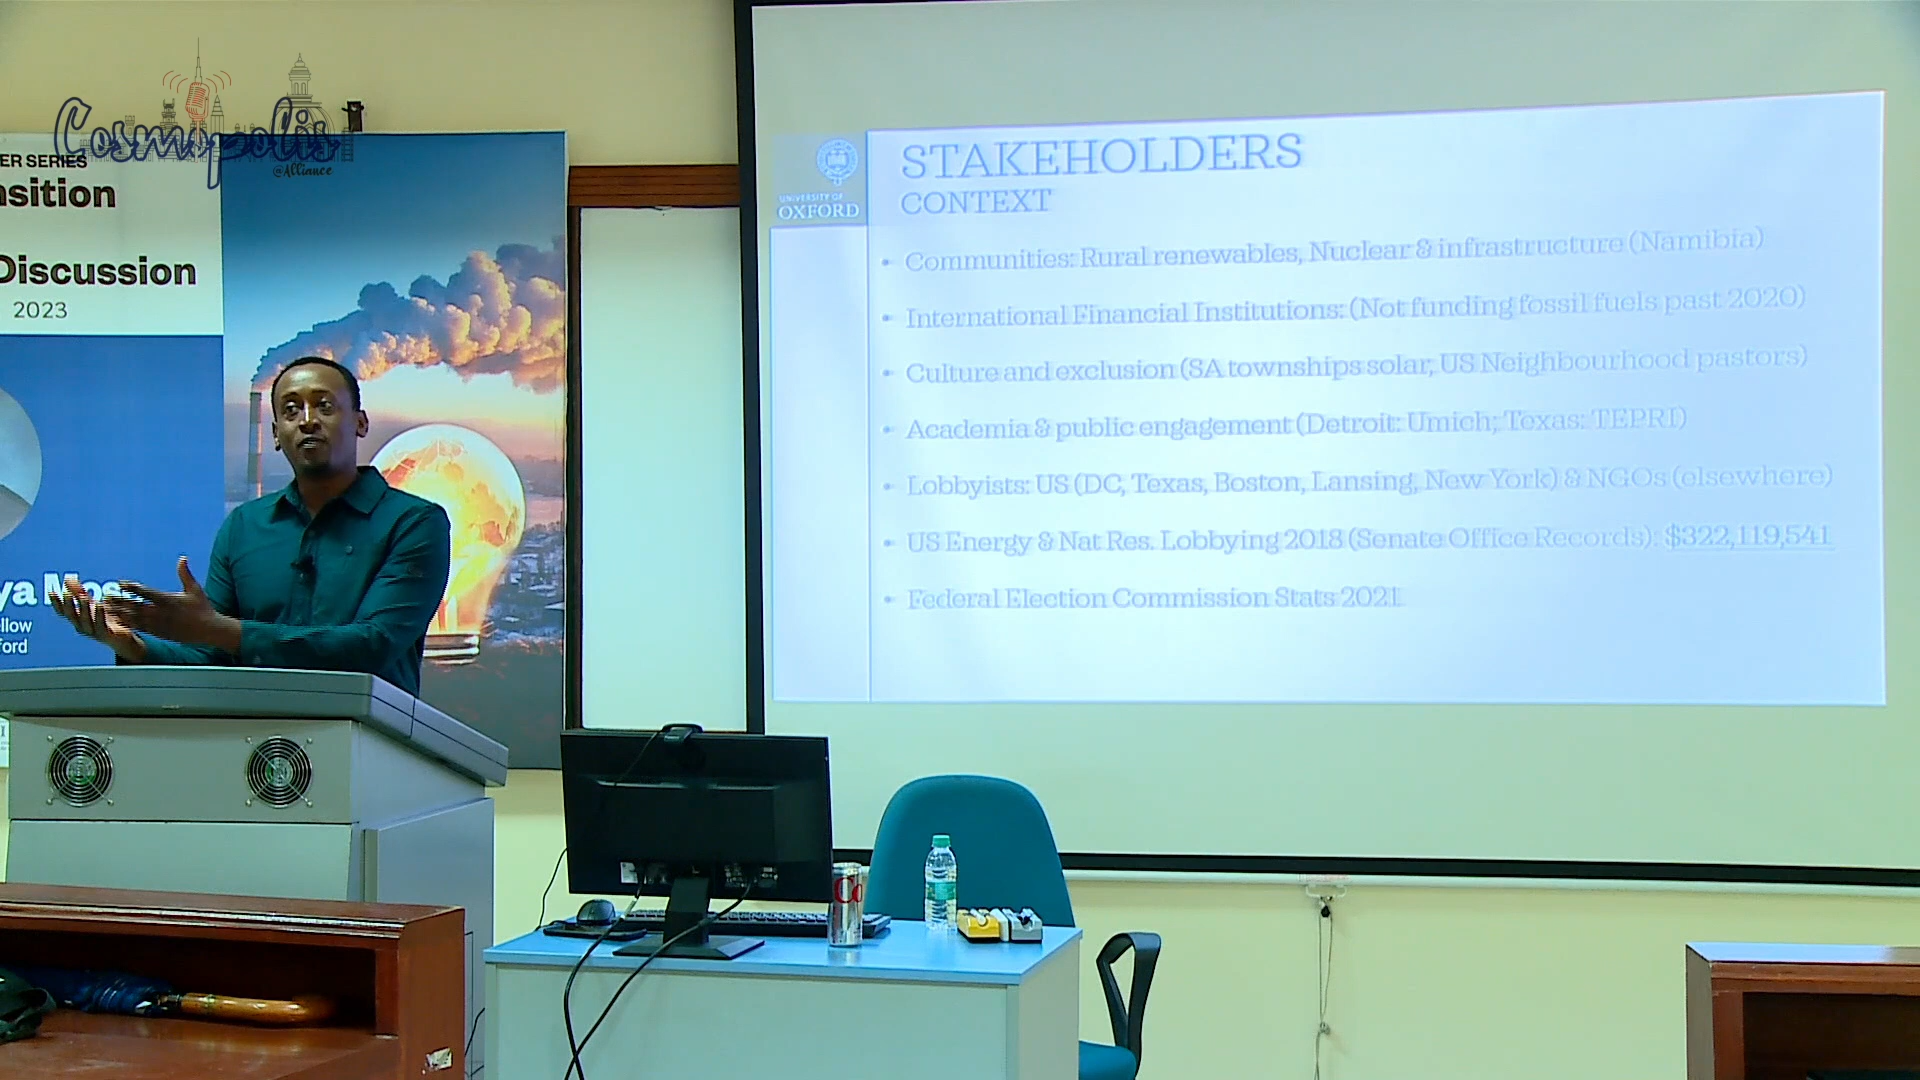 Cosmopolis
@Alliance
ER SERIES
nsition
Discussion
2023
ya Mos
llow
ford
UNIVERSITY OF
OXFORD
STAKEHOLDERS
CONTEXT
• Communities: Rural renewables, Nuclear & infrastructure (Namibia)
• International Financial Institutions: (Not funding fossil fuels past 2020)
• Culture and exclusion (SA townships solar; US Neighbourhood pastors)
• Academia & public engagement (Detroit: Umich; Texas: TEPRI)
• Lobbyists: US (DC, Texas, Boston, Lansing, New York) & NGOs (elsewhere)
• US Energy & Nat Res. Lobbying 2018 (Senate Office Records): $322,119,541
• Federal Election Commission Stats 2021
Co